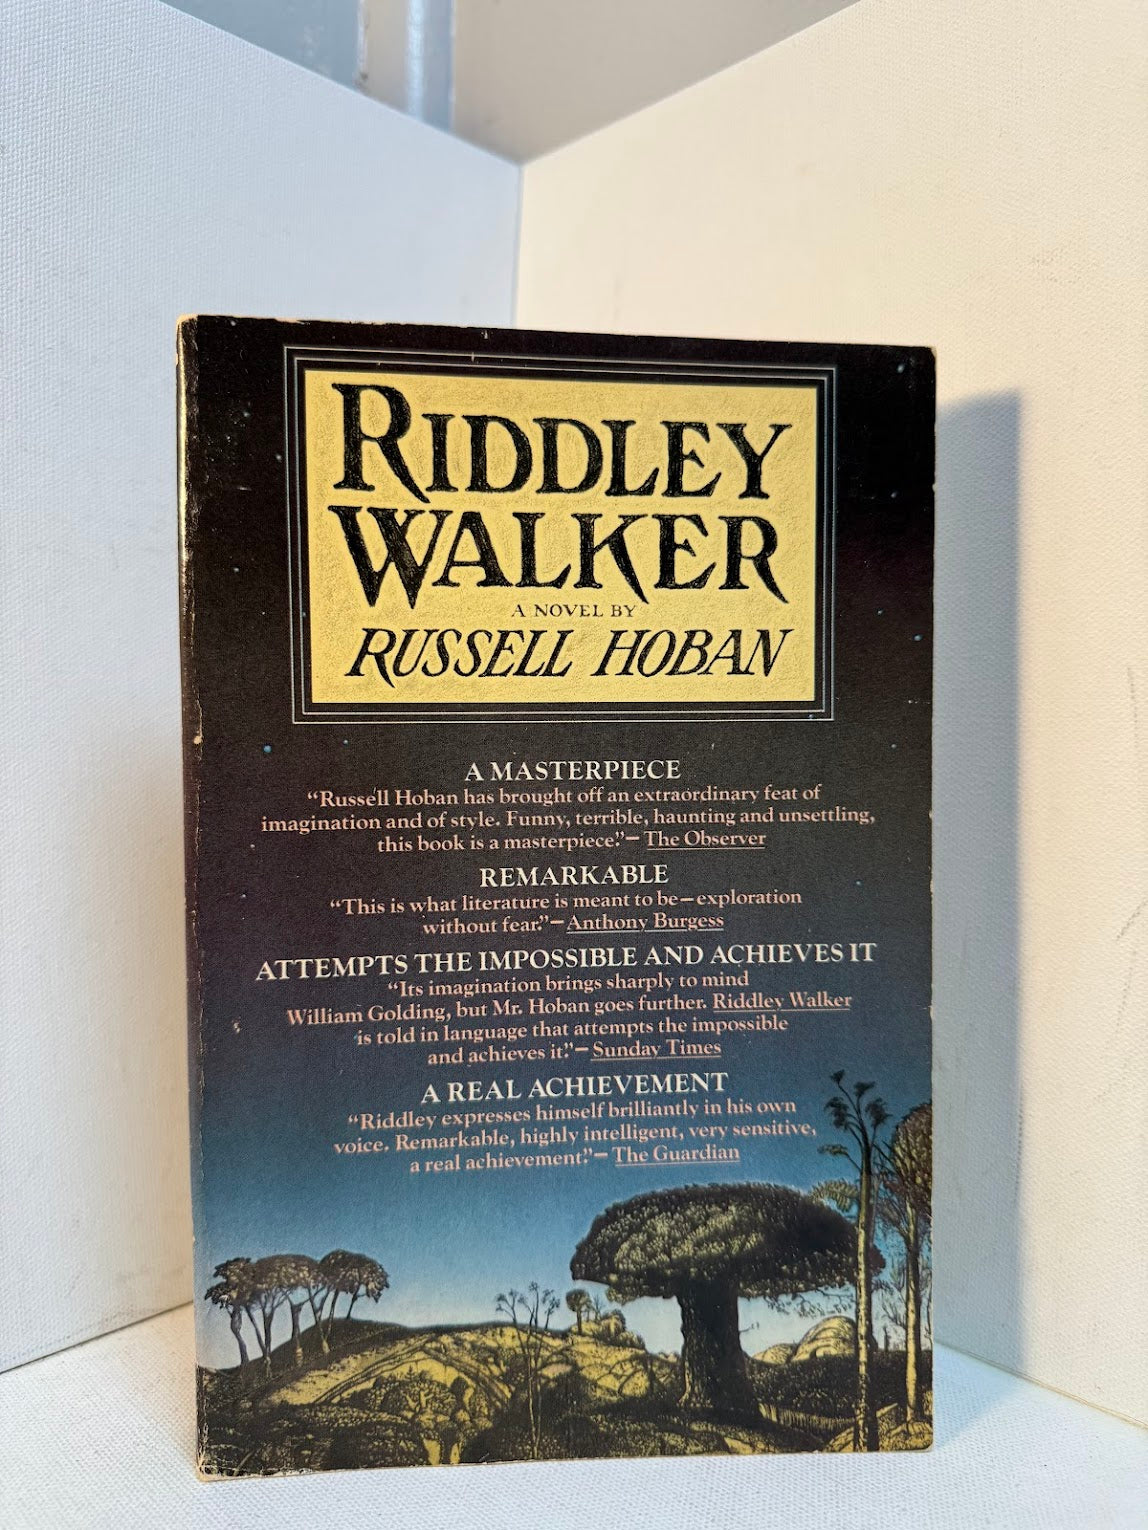 RIDDLEY
WALKER
A NOVEL BY
RUSSELL HOBAN
A MASTERPIECE
“Russell Hoban has brought off an extraordinary feat of
imagination and of style. Funny, terrible, haunting and unsettling,
this book is a masterpiece.”— The Observer
REMARKABLE
“This is what literature is meant to be—exploration
without fear.”—Anthony Burgess
ATTEMPTS THE IMPOSSIBLE AND ACHIEVES IT
“Its imagination brings sharply to mind
William Golding, but Mr. Hoban goes further. Riddley Walker
is told in language that attempts the impossible
and achieves it.”—Sunday Times
A REAL ACHIEVEMENT
“Riddley expresses himself brilliantly in his own
voice. Remarkable, highly intelligent, very sensitive,
a real achievement.”— The Guardian